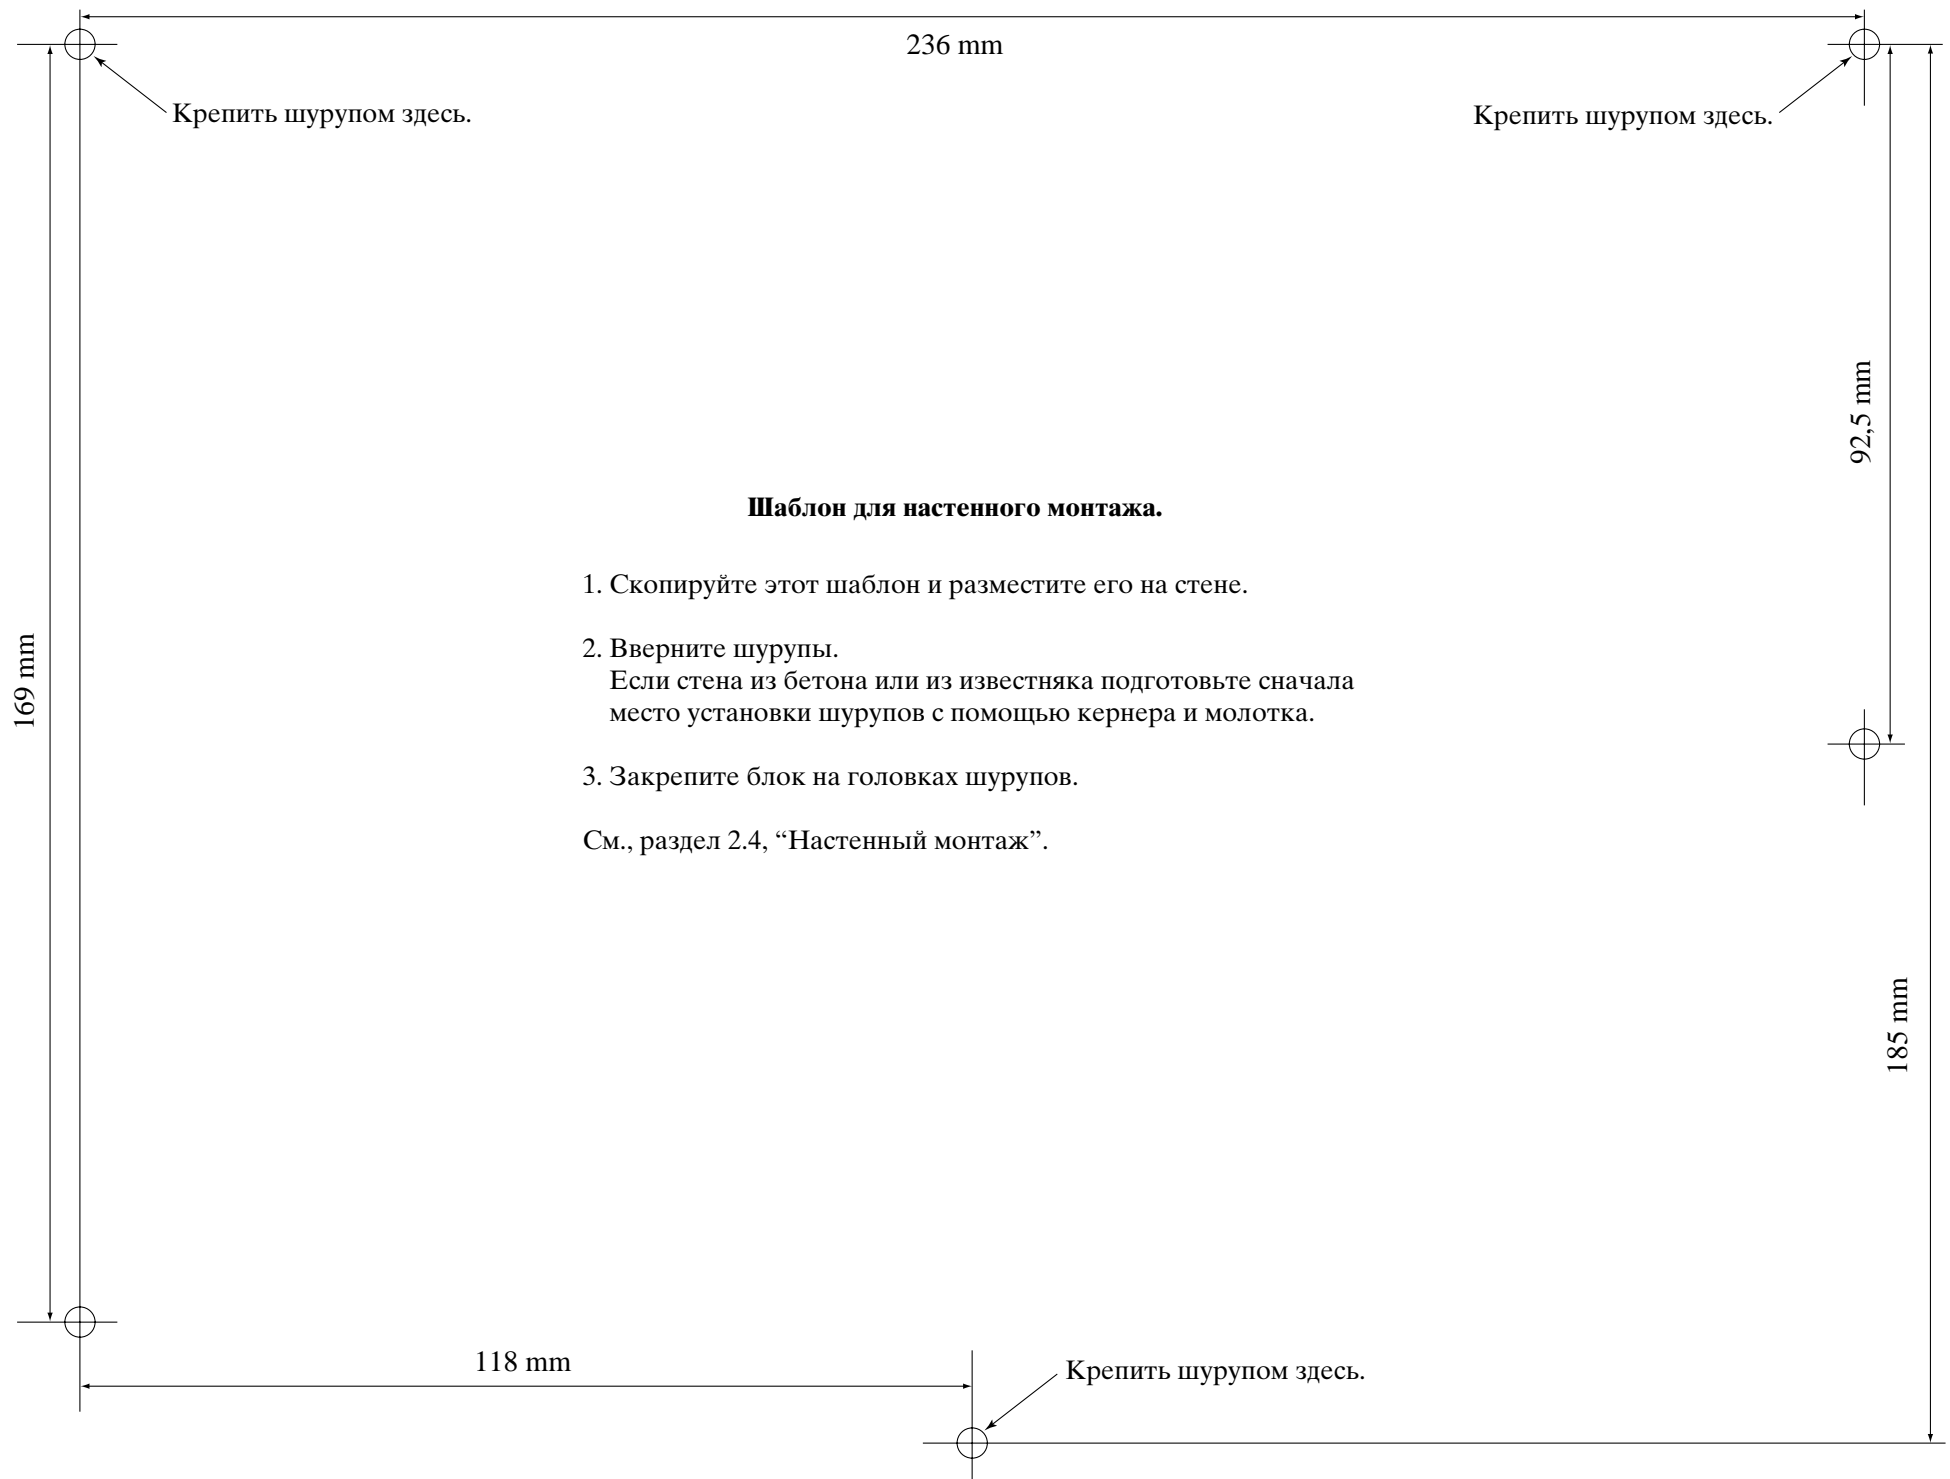 236 mm
Крепить шурупом здесь.
Крепить шурупом здесь.
92,5 mm
Шаблон для настенного монтажа.
1. Скопируйте этот шаблон и разместите его на стене.
2. Вверните шурупы.
Если стена из бетона или из известняка подготовьте сначала
место установки шурупов с помощью кернера и молотка.
169 mm
3. Закрепите блок на головках шурупов.
См., раздел 2.4, “Настенный монтаж”.
185 mm
118 mm
Крепить шурупом здесь.